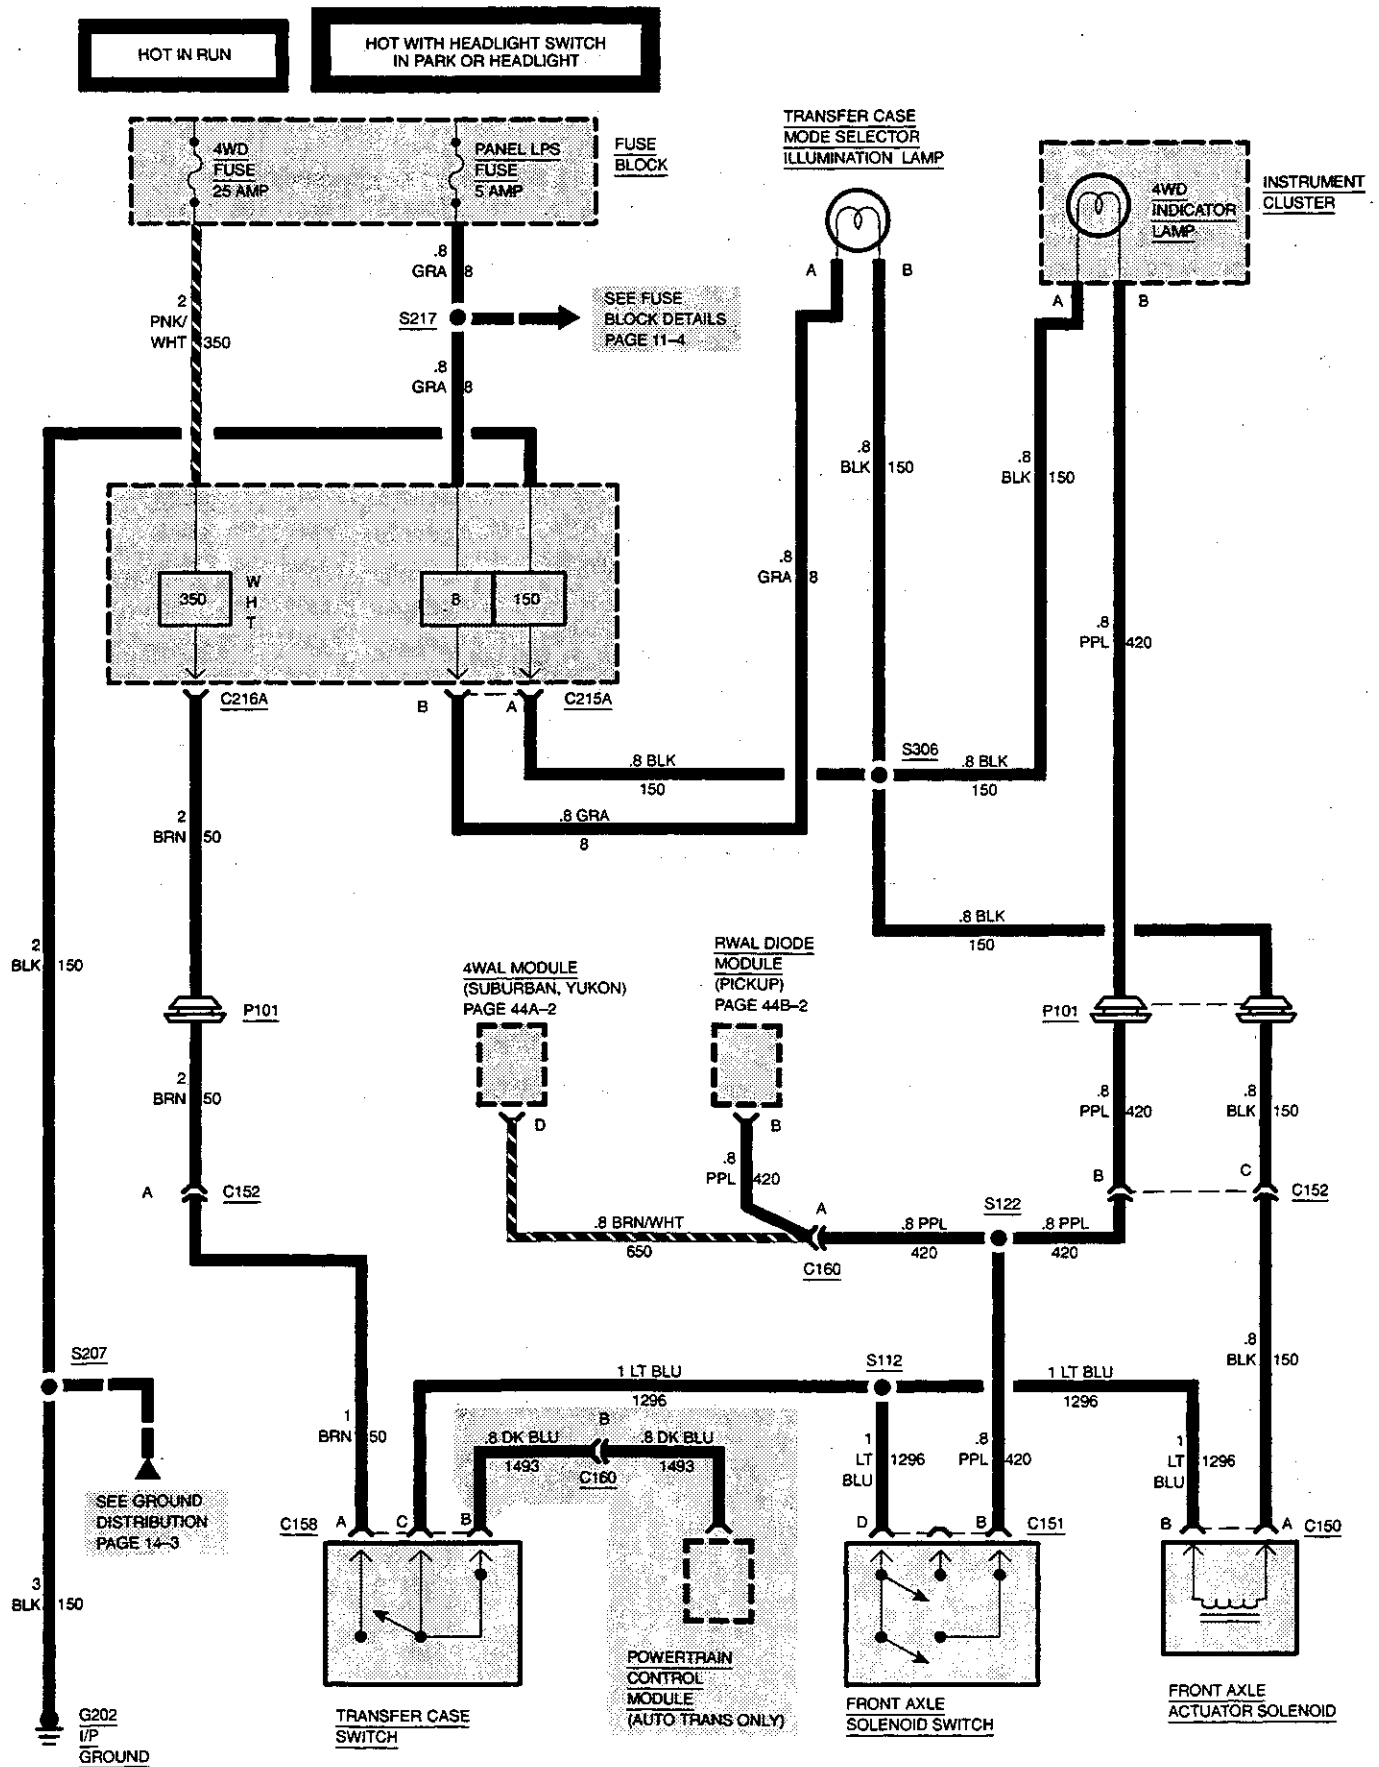 HOT IN RUN
HOT WITH HEADLIGHT SWITCH
IN PARK OR HEADLIGHT
4WD
FUSE
25 AMP
PANEL LPS
FUSE
5 AMP
FUSE
BLOCK
TRANSFER CASE
MODE SELECTOR
ILLUMINATION LAMP
4WD
INDICATOR
LAMP
INSTRUMENT
CLUSTER
A
B
A
B
.8
GRA 8
S217
SEE FUSE
BLOCK DETAILS
PAGE 11–4
2
PNK/
WHT 350
.8
GRA 8
.8
BLK 150
.8
BLK 150
.8
GRA 8
350
W
H
T
8
150
.8
PPL 420
C216A
B
A
C215A
.8 BLK
150
S306
.8 BLK
150
.8 GRA
8
2
BRN 50
.8 BLK
150
2
BLK 150
4WAL MODULE
(SUBURBAN, YUKON)
PAGE 44A–2
RWAL DIODE
MODULE
(PICKUP)
PAGE 44B–2
P101
P101
2
BRN 50
D
B
.8
PPL 420
.8
PPL 420
.8
BLK 150
A
C152
B
C
C152
.8 BRN/WHT
650
A
C160
.8 PPL
420
S122
.8 PPL
420
S207
.8
BLK 150
1 LT BLU
1296
S112
1 LT BLU
1296
1
BRN 50
.8 DK BLU
1493
B
C160
.8 DK BLU
1493
1
LT
BLU 1296
.8
PPL 420
1
LT
BLU 1296
SEE GROUND
DISTRIBUTION
PAGE 14–3
C158
A
C
B
D
B
C151
B
A
C150
3
BLK 150
G202
I/P
GROUND
TRANSFER CASE
SWITCH
POWERTRAIN
CONTROL
MODULE
(AUTO TRANS ONLY)
FRONT AXLE
SOLENOID SWITCH
FRONT AXLE
ACTUATOR SOLENOID